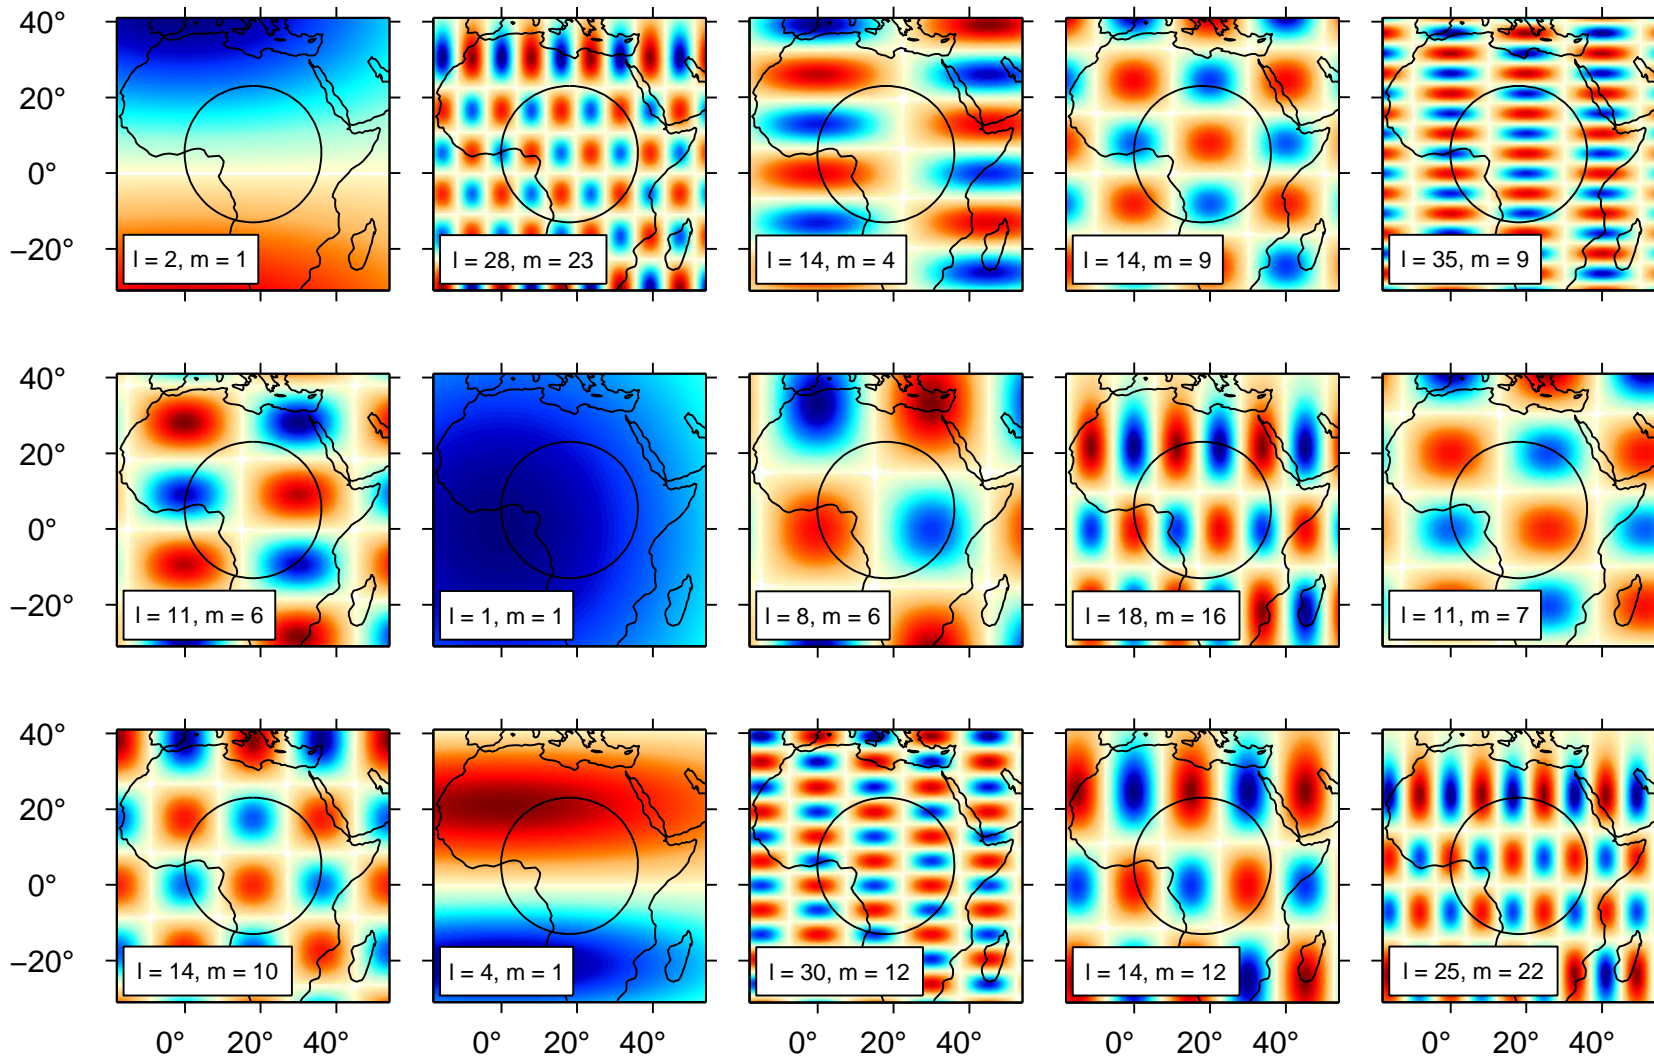 40°
20°
0°
−20°
l = 2, m = 1
l = 28, m = 23
l = 14, m = 4
l = 14, m = 9
l = 35, m = 9
40°
20°
0°
−20°
l = 11, m = 6
l = 1, m = 1
l = 8, m = 6
l = 18, m = 16
l = 11, m = 7
40°
20°
0°
−20°
l = 14, m = 10
l = 4, m = 1
l = 30, m = 12
l = 14, m = 12
l = 25, m = 22
0° 20° 40° 0° 20° 40° 0° 20° 40° 0° 20° 40° 0° 20° 40°